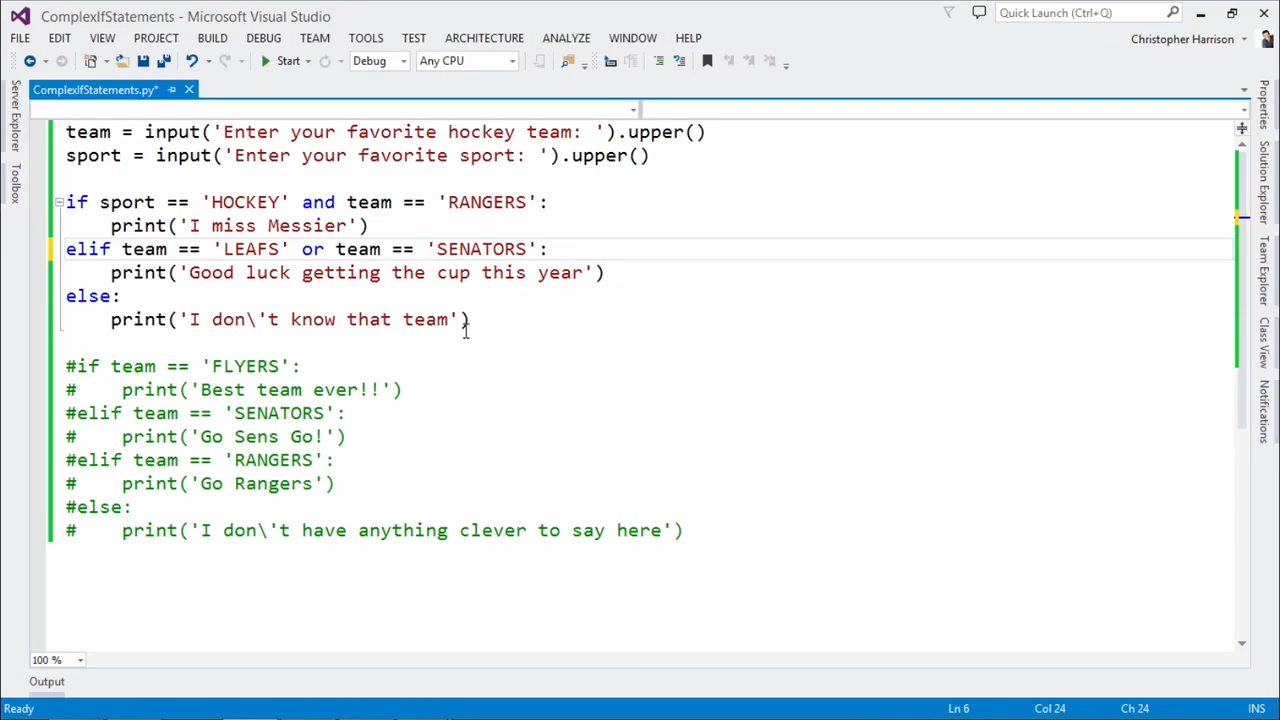 ComplexIfStatements - Microsoft Visual Studio
Quick Launch (Ctrl+Q)
FILE EDIT VIEW PROJECT BUILD DEBUG TEAM TOOLS TEST ARCHITECTURE ANALYZE WINDOW HELP
Christopher Harrison
Start Debug Any CPU
ComplexIfStatements.py*
Server Explorer
Toolbox
team = input('Enter your favorite hockey team: ').upper()
sport = input('Enter your favorite sport: ').upper()
if sport == 'HOCKEY' and team == 'RANGERS':
print('I miss Messier')
elif team == 'LEAFS' or team == 'SENATORS':
print('Good luck getting the cup this year')
else:
print('I don\'t know that team')
#if team == 'FLYERS':
#    print('Best team ever!!')
#elif team == 'SENATORS':
#    print('Go Sens Go!')
#elif team == 'RANGERS':
#    print('Go Rangers')
#else:
#    print('I don\'t have anything clever to say here')
Properties
Solution Explorer
Team Explorer
Class View
Notifications
100 %
Output
Ready Ln 6 Col 24 Ch 24 INS